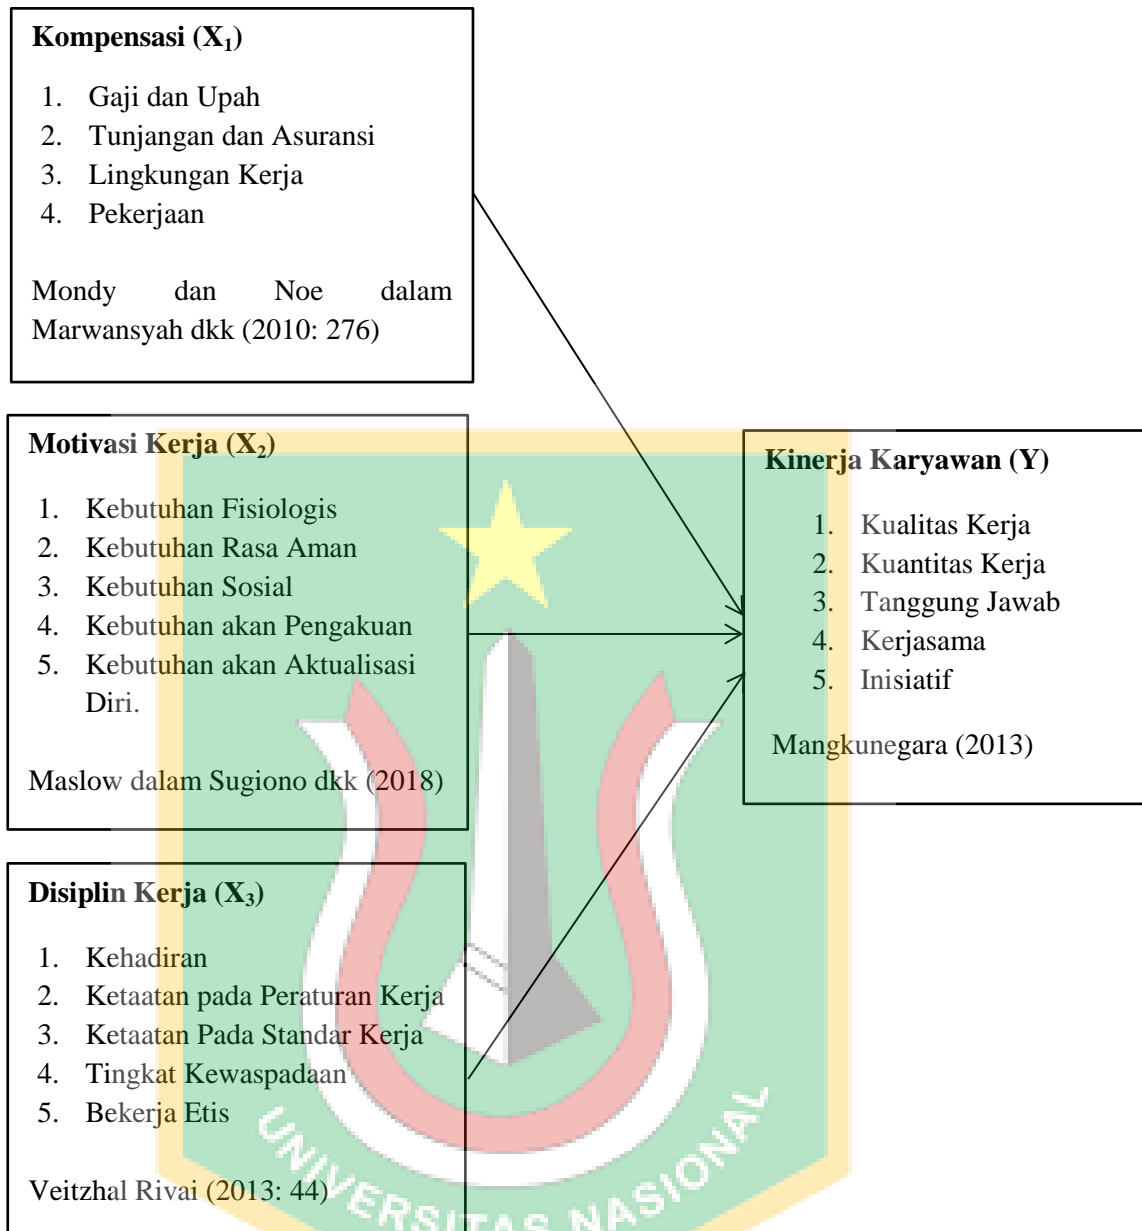 Kompensasi (X₁)
1. Gaji dan Upah
2. Tunjangan dan Asuransi
3. Lingkungan Kerja
4. Pekerjaan
Mondy dan Noe dalam
Marwansyah dkk (2010: 276)
Motivasi Kerja (X₂)
1. Kebutuhan Fisiologis
2. Kebutuhan Rasa Aman
3. Kebutuhan Sosial
4. Kebutuhan akan Pengakuan
5. Kebutuhan akan Aktualisasi
Diri.
Maslow dalam Sugiono dkk (2018)
Disiplin Kerja (X₃)
1. Kehadiran
2. Ketaatan pada Peraturan Kerja
3. Ketaatan Pada Standar Kerja
4. Tingkat Kewaspadaan
5. Bekerja Etis
Veitzhal Rivai (2013: 44)
Kinerja Karyawan (Y)
1. Kualitas Kerja
2. Kuantitas Kerja
3. Tanggung Jawab
4. Kerjasama
5. Inisiatif
Mangkunegara (2013)
UNIVERSITAS NASIONAL